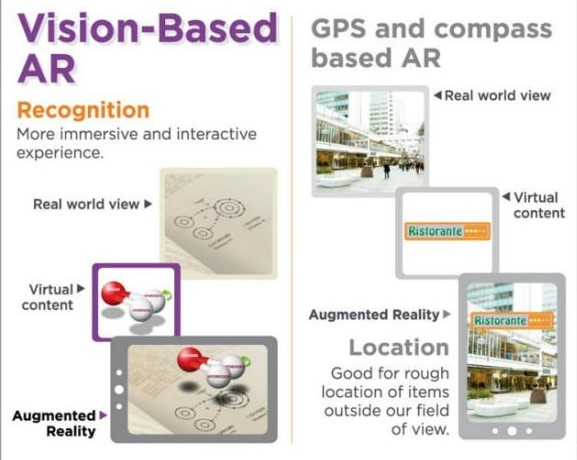 Vision-Based
AR
Recognition
More immersive and interactive
experience.
Real world view
Virtual
content
Augmented
Reality
GPS and compass
based AR
Real world view
Virtual
content
Ristorante
Augmented Reality
Ristorante
Location
Good for rough
location of items
outside our field
of view.